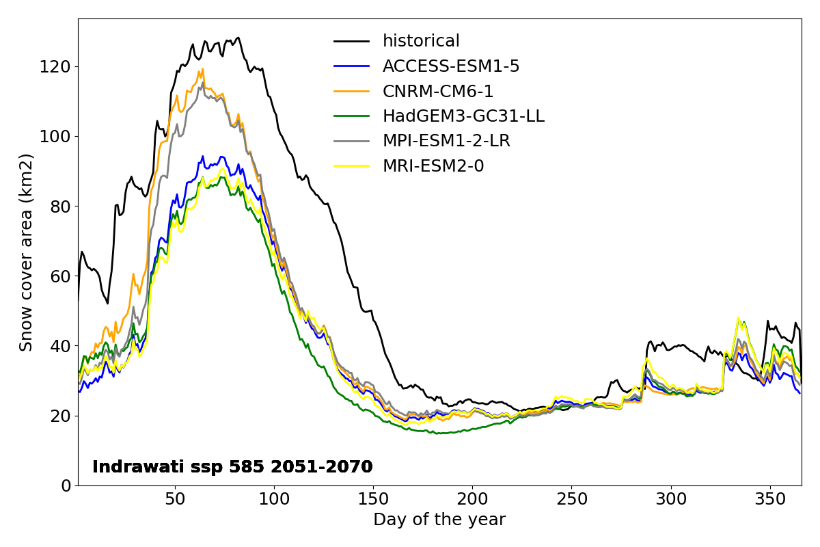 historical
ACCESS-ESM1-5
CNRM-CM6-1
HadGEM3-GC31-LL
MPI-ESM1-2-LR
MRI-ESM2-0
Snow cover area (km2)
120
100
80
60
40
20
0
Indrawati ssp 585 2051-2070
50 100 150 200 250 300 350
Day of the year